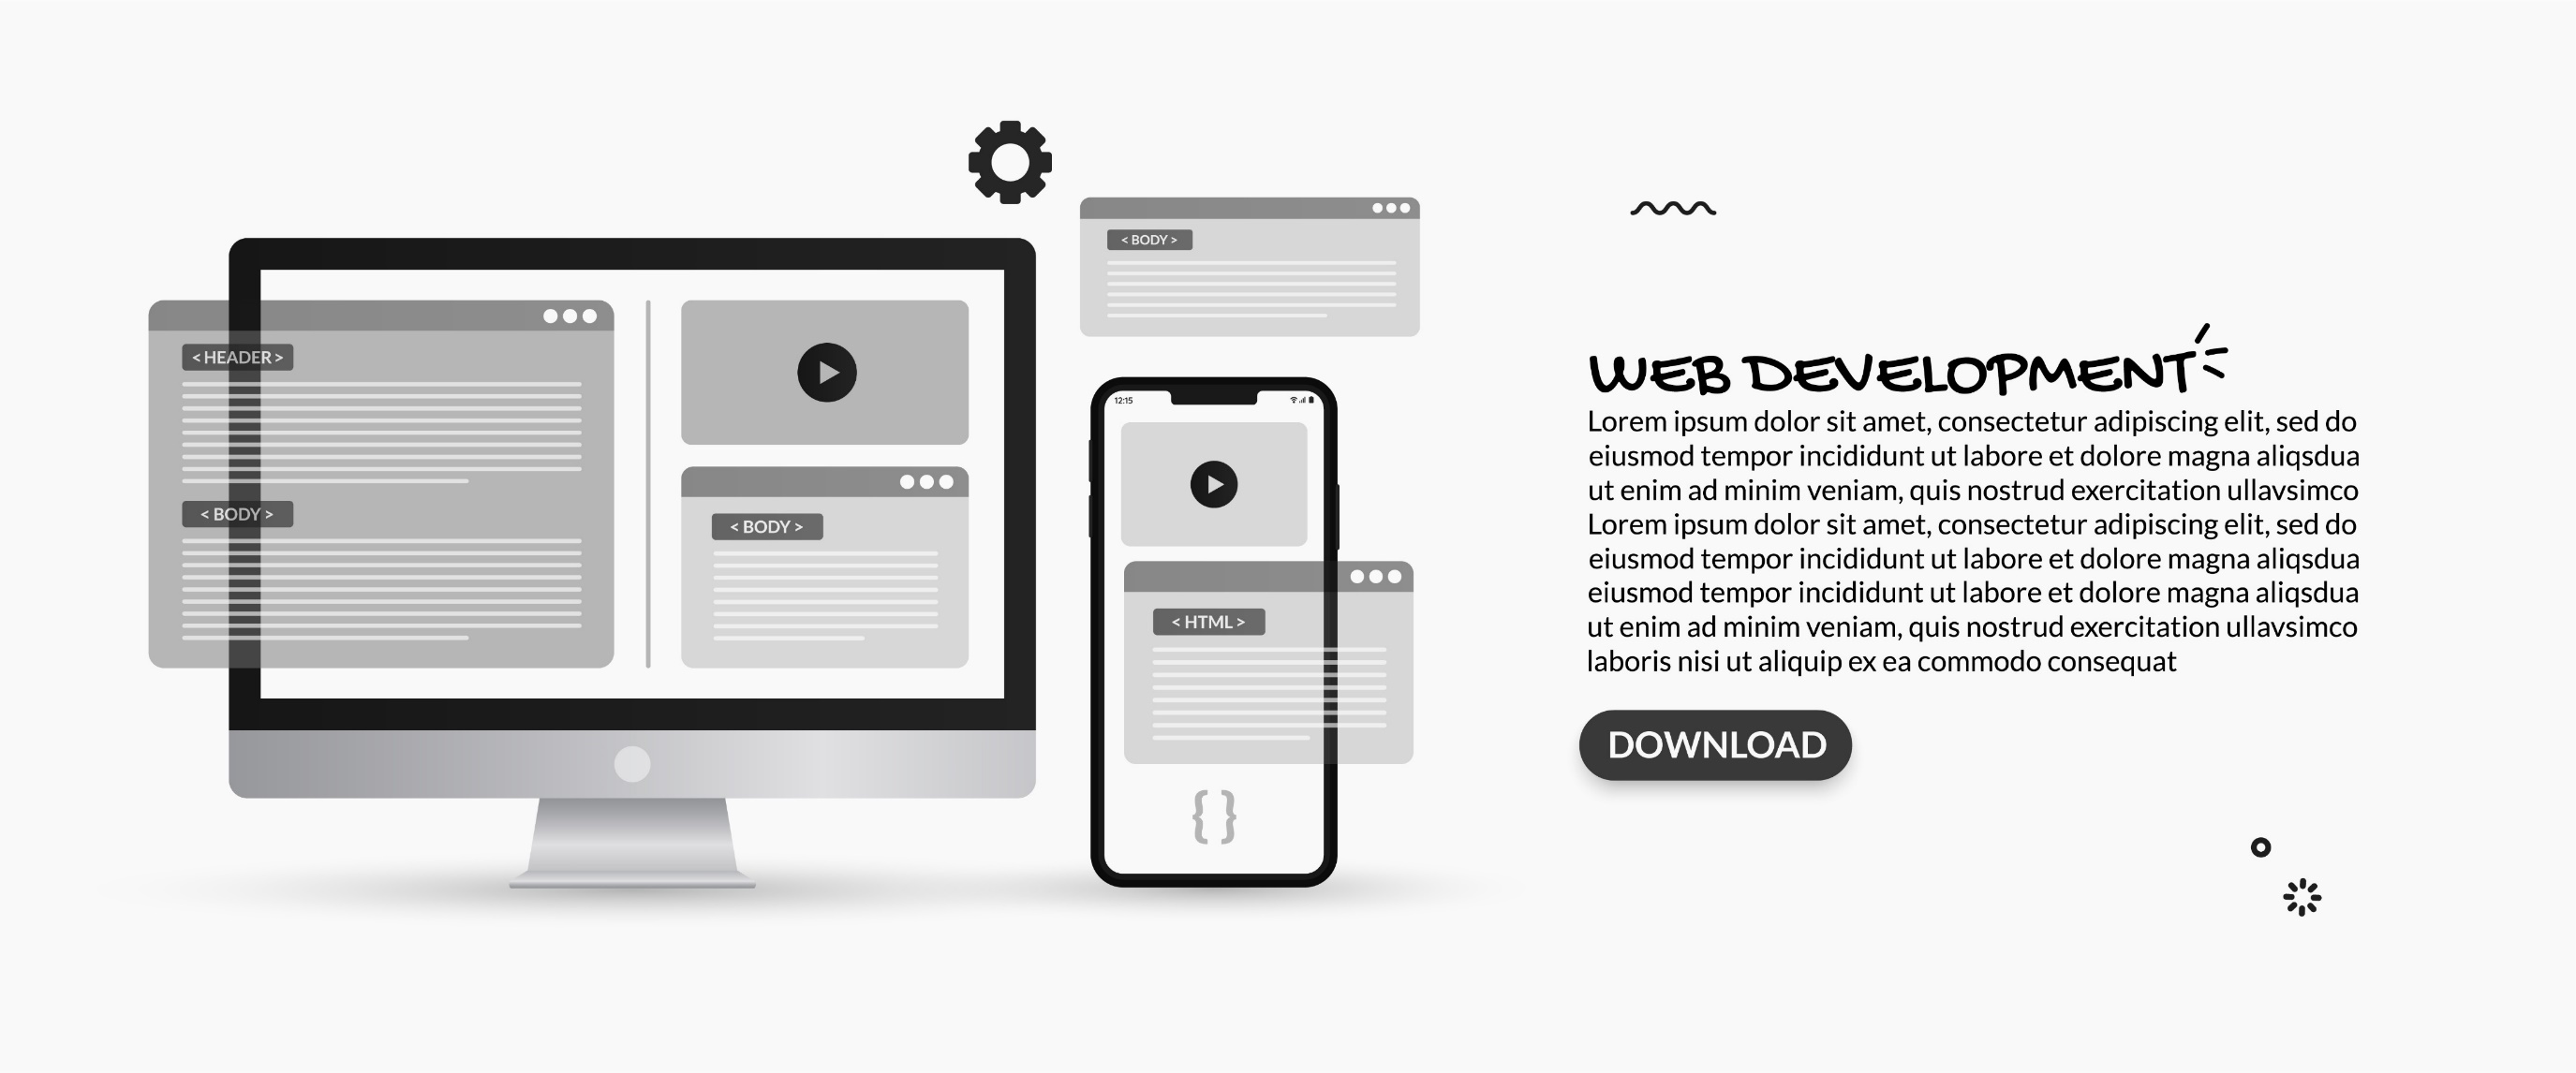 < BODY >
< HEADER >
< BODY >
< BODY >
12:15
< HTML >
{ }
WEB DEVELOPMENT
Lorem ipsum dolor sit amet, consectetur adipiscing elit, sed do
eiusmod tempor incididunt ut labore et dolore magna aliqsdua
ut enim ad minim veniam, quis nostrud exercitation ullavsimco
Lorem ipsum dolor sit amet, consectetur adipiscing elit, sed do
eiusmod tempor incididunt ut labore et dolore magna aliqsdua
eiusmod tempor incididunt ut labore et dolore magna aliqsdua
ut enim ad minim veniam, quis nostrud exercitation ullavsimco
laboris nisi ut aliquip ex ea commodo consequat
DOWNLOAD